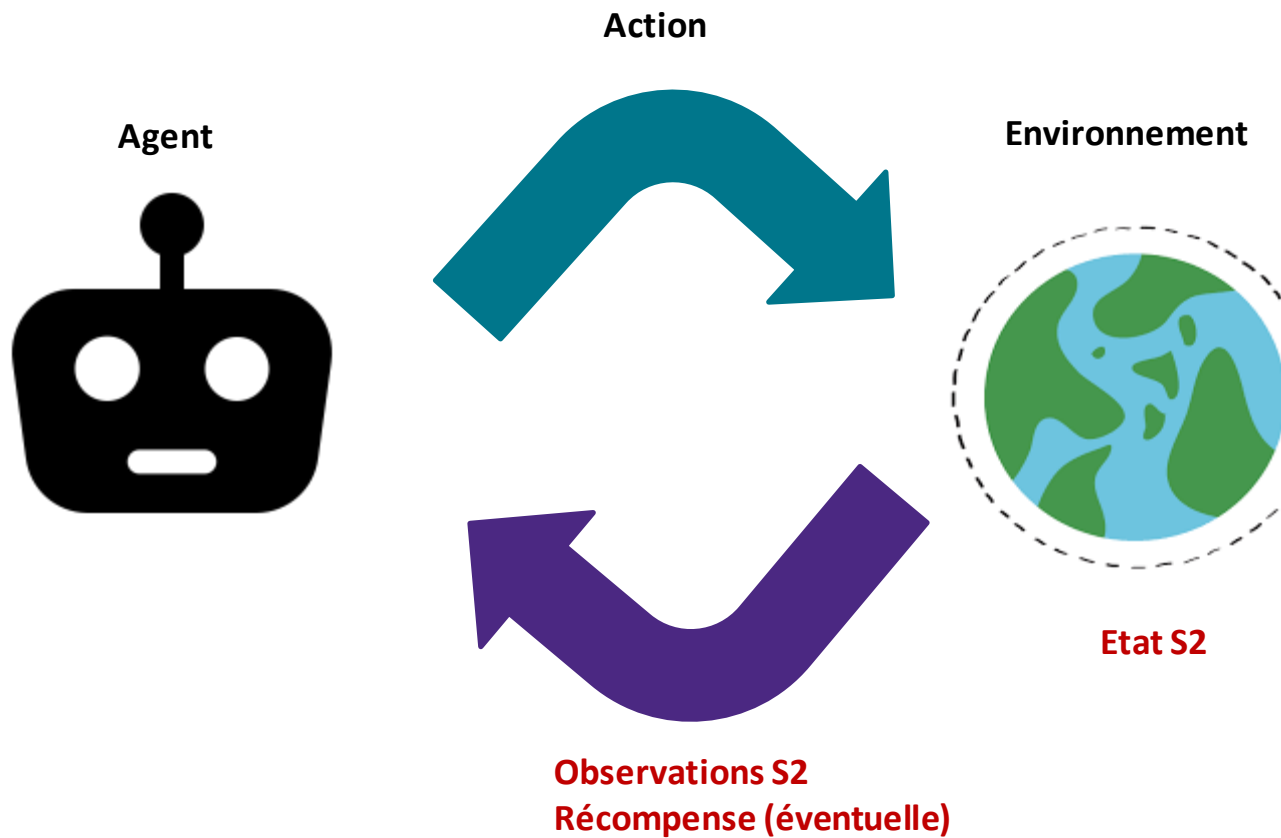 Action
Agent
Environnement
Etat S2
Observations S2
Récompense (éventuelle)